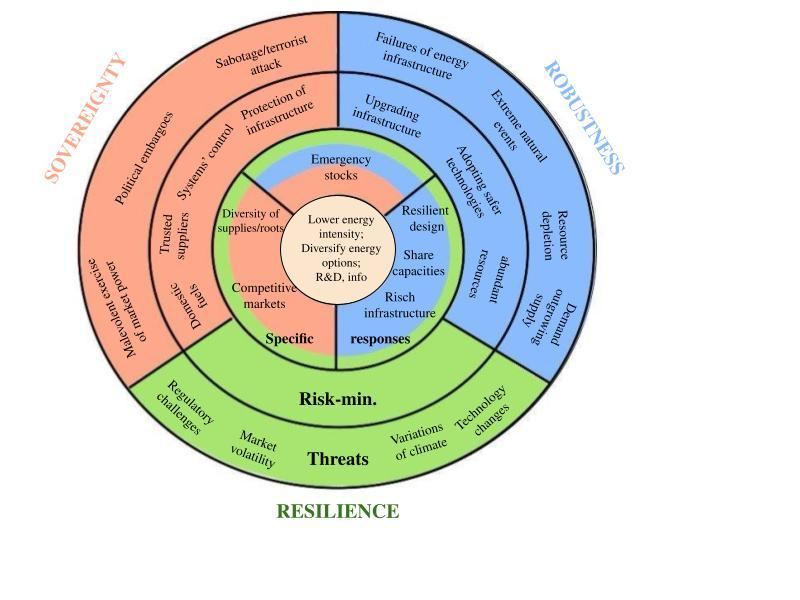 SOVEREIGNTY
ROBUSTNESS
Sabotage/terrorist
attack
Political embargoes
Malevolent exercise
of market power
Failures of energy
infrastructure
Extreme natural
events
Resource
depletion
Demand
outgrowing
supply
Protection of
infrastructure
Systems' control
Trusted
suppliers
Domestic
fuels
Upgrading
infrastructure
Adopting safer
technologies
abundant
resources
Emergency
stocks
Diversity of
supplies/roots
Competitive
markets
Lower energy
intensity;
Diversify energy
options;
R&D, info
Resilient
design
Share
capacities
Risch
infrastructure
Specific responses
Risk-min.
Regulatory
challenges
Market
volatility
Threats
Variations
of climate
Technology
changes
RESILIENCE